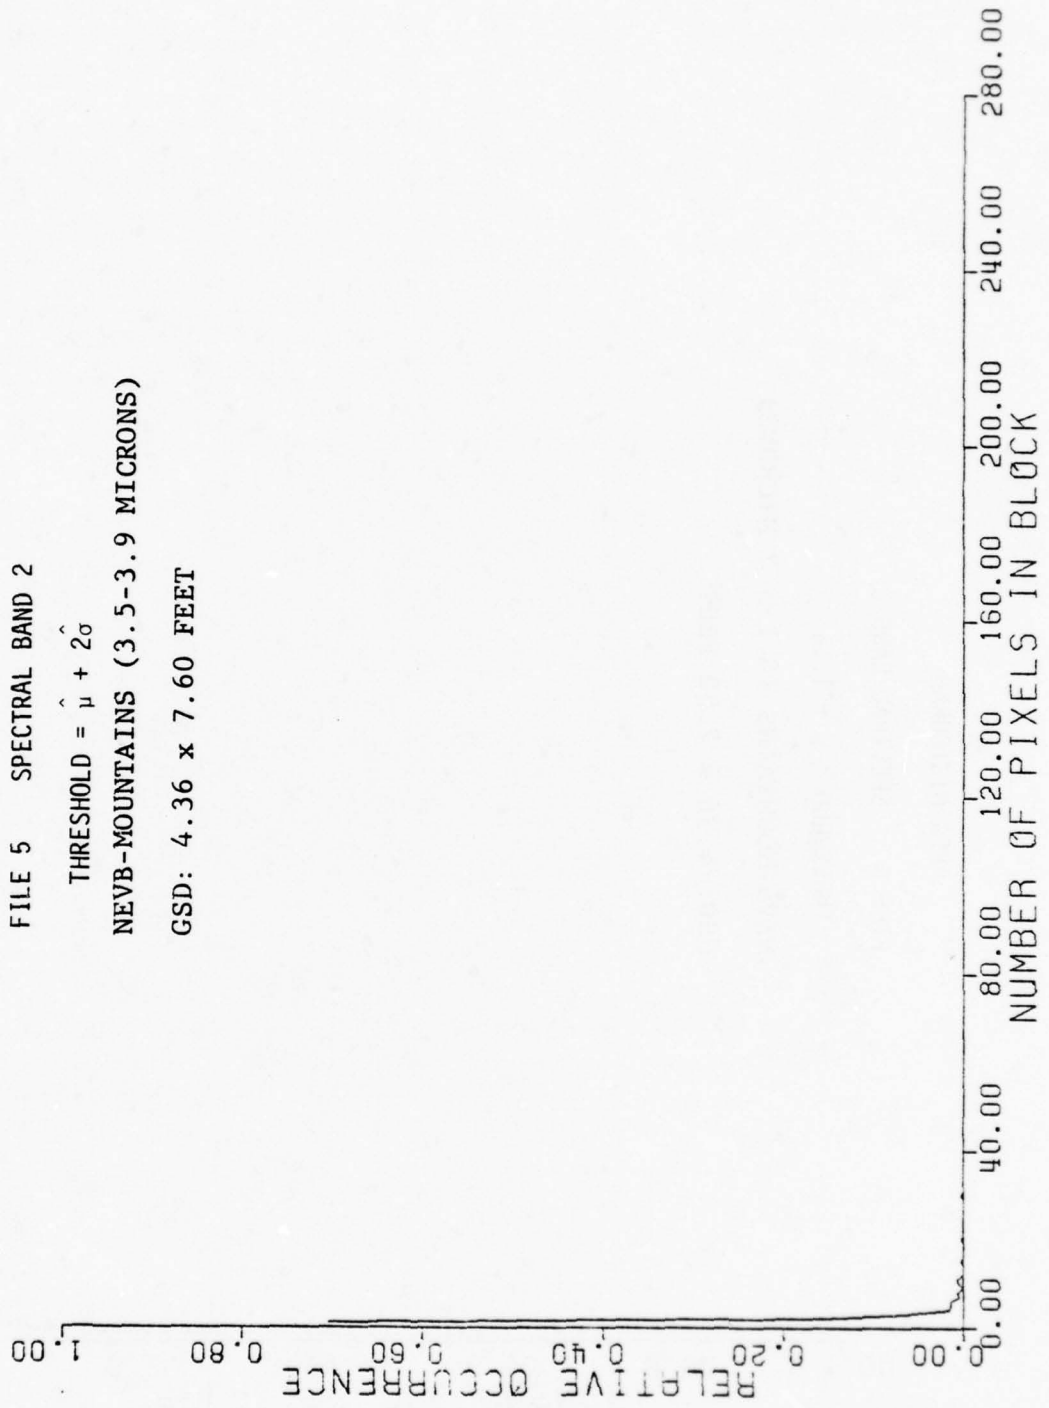 FILE 5 SPECTRAL BAND 2
THRESHOLD = μ̂ + 2σ̂
NEVB-MOUNTAINS (3.5-3.9 MICRONS)
GSD: 4.36 x 7.60 FEET
RELATIVE OCCURRENCE
1.00
0.80
0.60
0.40
0.20
0.00
0.00 40.00 80.00 120.00 160.00 200.00 240.00 280.00
NUMBER OF PIXELS IN BLOCK